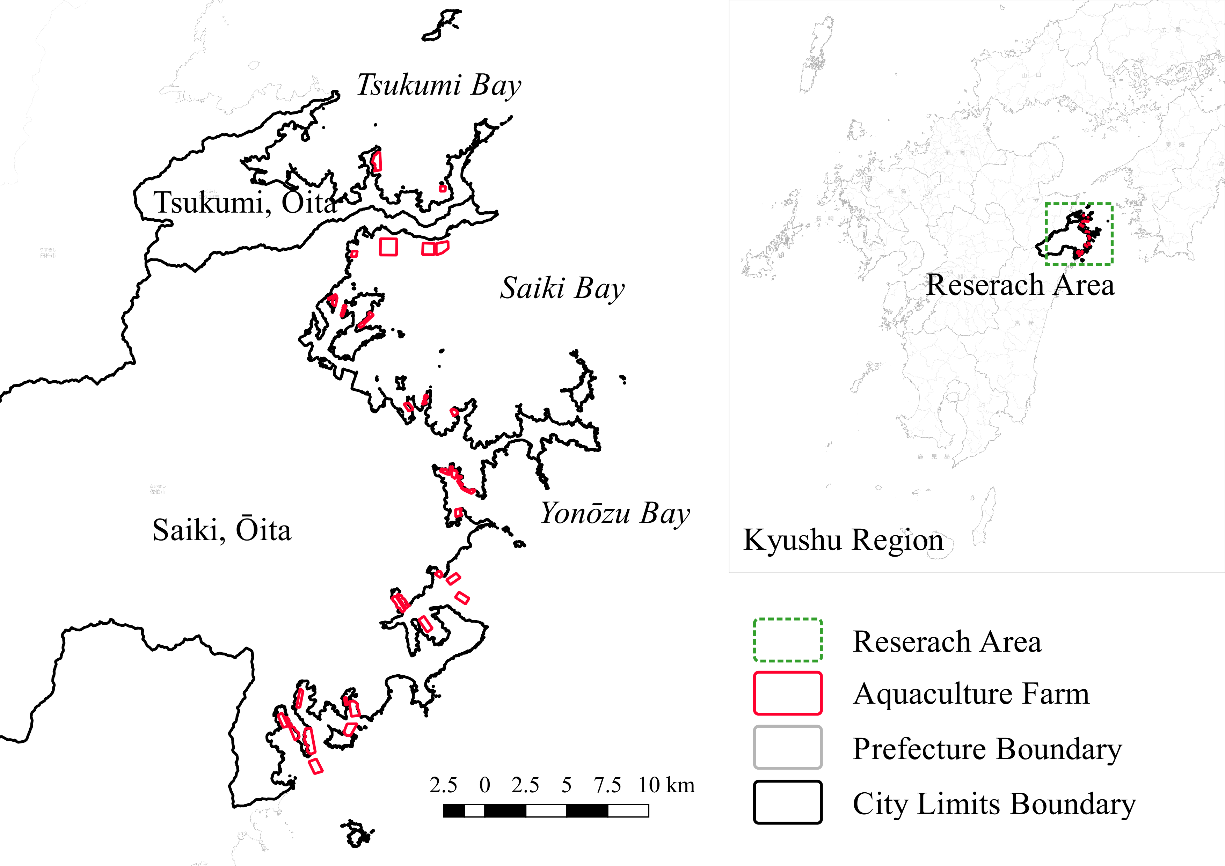 Tsukumi Bay
Tsukumi, Ōita
Saiki Bay
Saiki, Ōita
Yonōzu Bay
2.5 0 2.5 5 7.5 10 km
Reserach Area
Kyushu Region
Reserach Area
Aquaculture Farm
Prefecture Boundary
City Limits Boundary